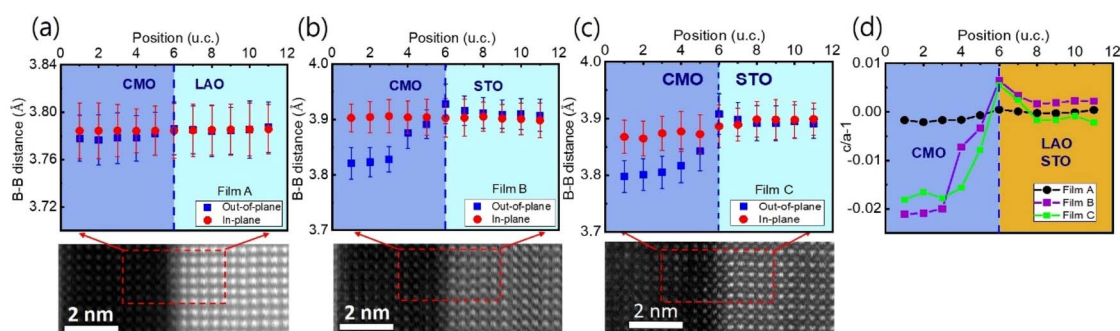 (a)
Position (u.c.)
0 2 4 6 8 10 12
3.84
3.80
3.76
3.72
B-B distance (Å)
CMO LAO
Film A
Out-of-plane
In-plane
2 nm
(b)
Position (u.c.)
0 2 4 6 8 10 12
4.0
3.9
3.8
3.7
B-B distance (Å)
CMO STO
Film B
Out-of-plane
In-plane
2 nm
(c)
Position (u.c.)
0 2 4 6 8 10 12
4.0
3.9
3.8
3.7
B-B distance (Å)
CMO STO
Film C
Out-of-plane
In-plane
2 nm
(d)
Position (u.c.)
0 2 4 6 8 10 12
0.01
0.00
-0.01
-0.02
c/a-1
CMO
LAO
STO
Film A
Film B
Film C